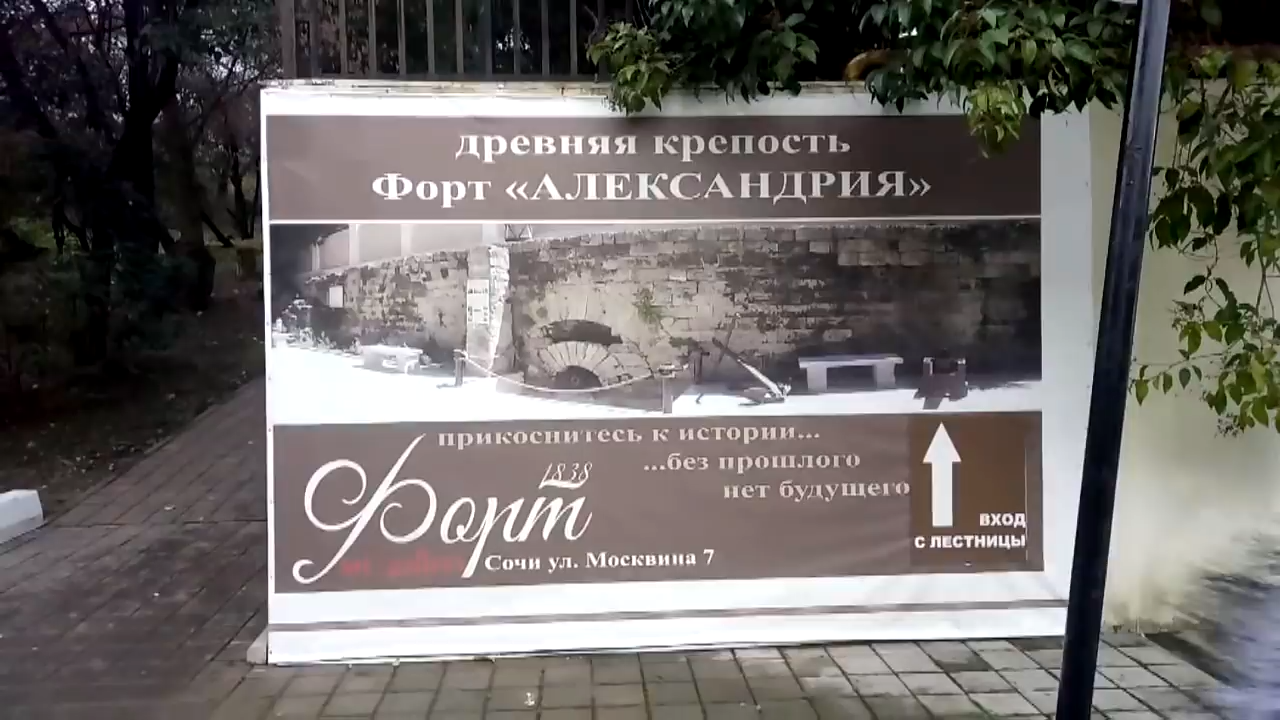 древняя крепость
Форт «АЛЕКСАНДРИЯ»
прикоснитесь к истории...
...без прошлого
нет будущего
1838
Форт
Сочи ул. Москвина 7
ВХОД
С ЛЕСТНИЦЫ